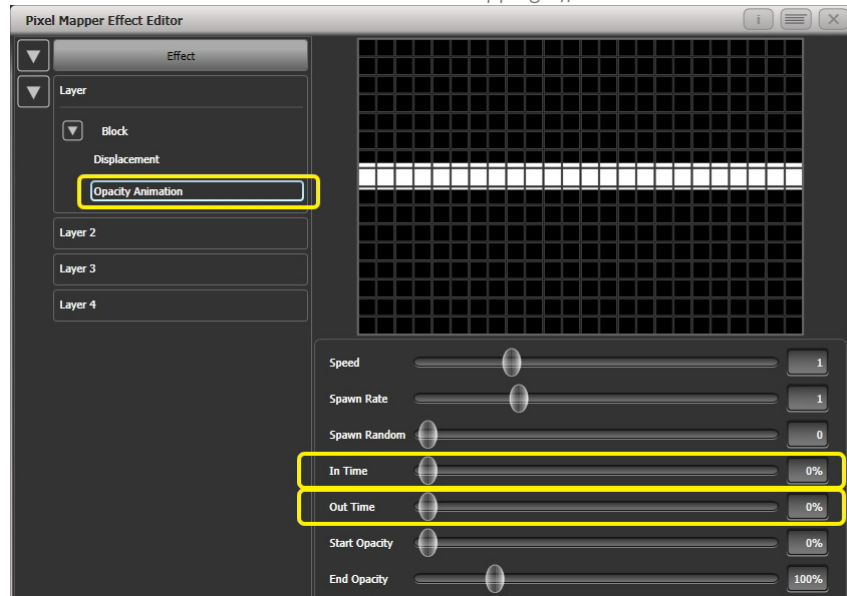 Pixel Mapper Effect Editor
i
Effect
Layer
Block
Displacement
Opacity Animation
Layer 2
Layer 3
Layer 4
Speed 1
Spawn Rate 1
Spawn Random 0
In Time 0%
Out Time 0%
Start Opacity 0%
End Opacity 100%